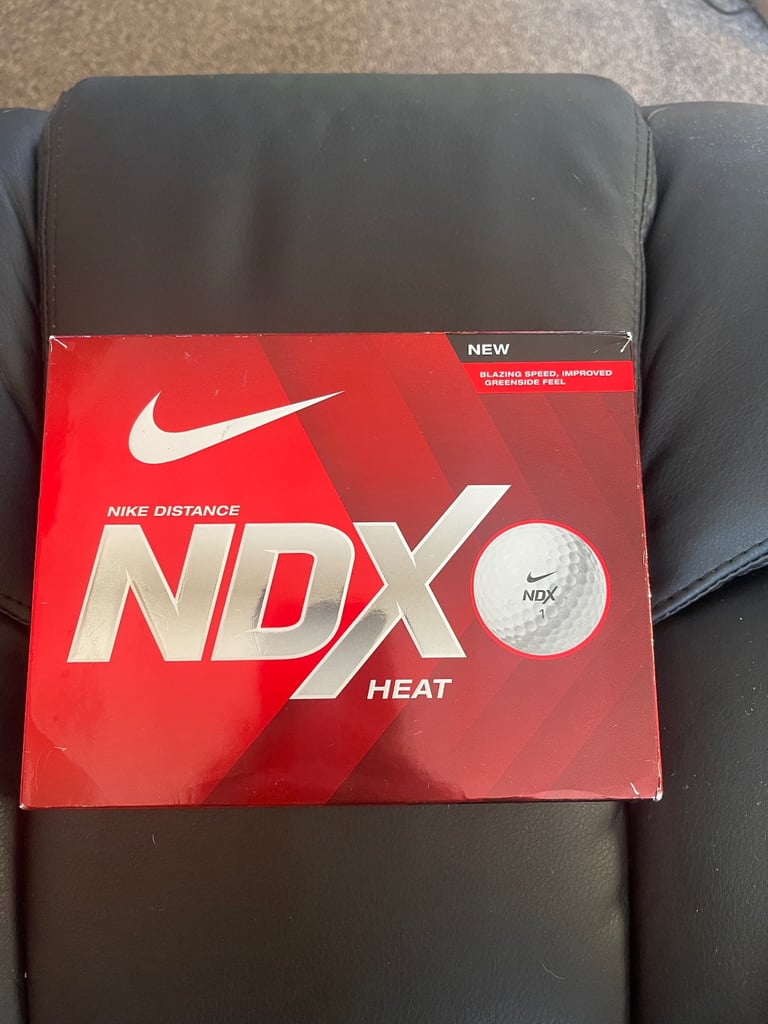 NEW
BLAZING SPEED, IMPROVED
GREENSIDE FEEL
NIKE DISTANCE
NDX
HEAT
NDX
1